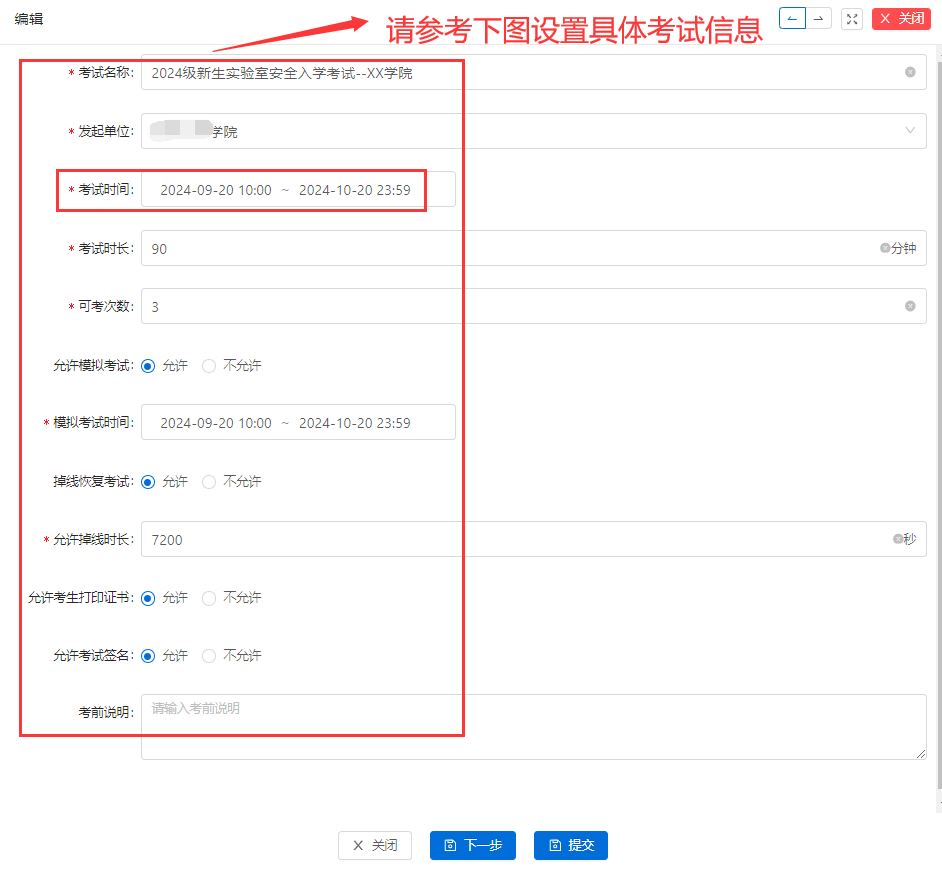 编辑
请参考下图设置具体考试信息
关闭
* 考试名称: 2024级新生实验室安全入学考试--XX学院
* 发起单位: 学院
* 考试时间: 2024-09-20 10:00 ~ 2024-10-20 23:59
* 考试时长: 90 分钟
* 可考次数: 3
允许模拟考试: 允许 不允许
* 模拟考试时间: 2024-09-20 10:00 ~ 2024-10-20 23:59
掉线恢复考试: 允许 不允许
* 允许掉线时长: 7200 秒
允许考生打印证书: 允许 不允许
允许考试签名: 允许 不允许
考前说明: 请输入考前说明
关闭 下一步 提交